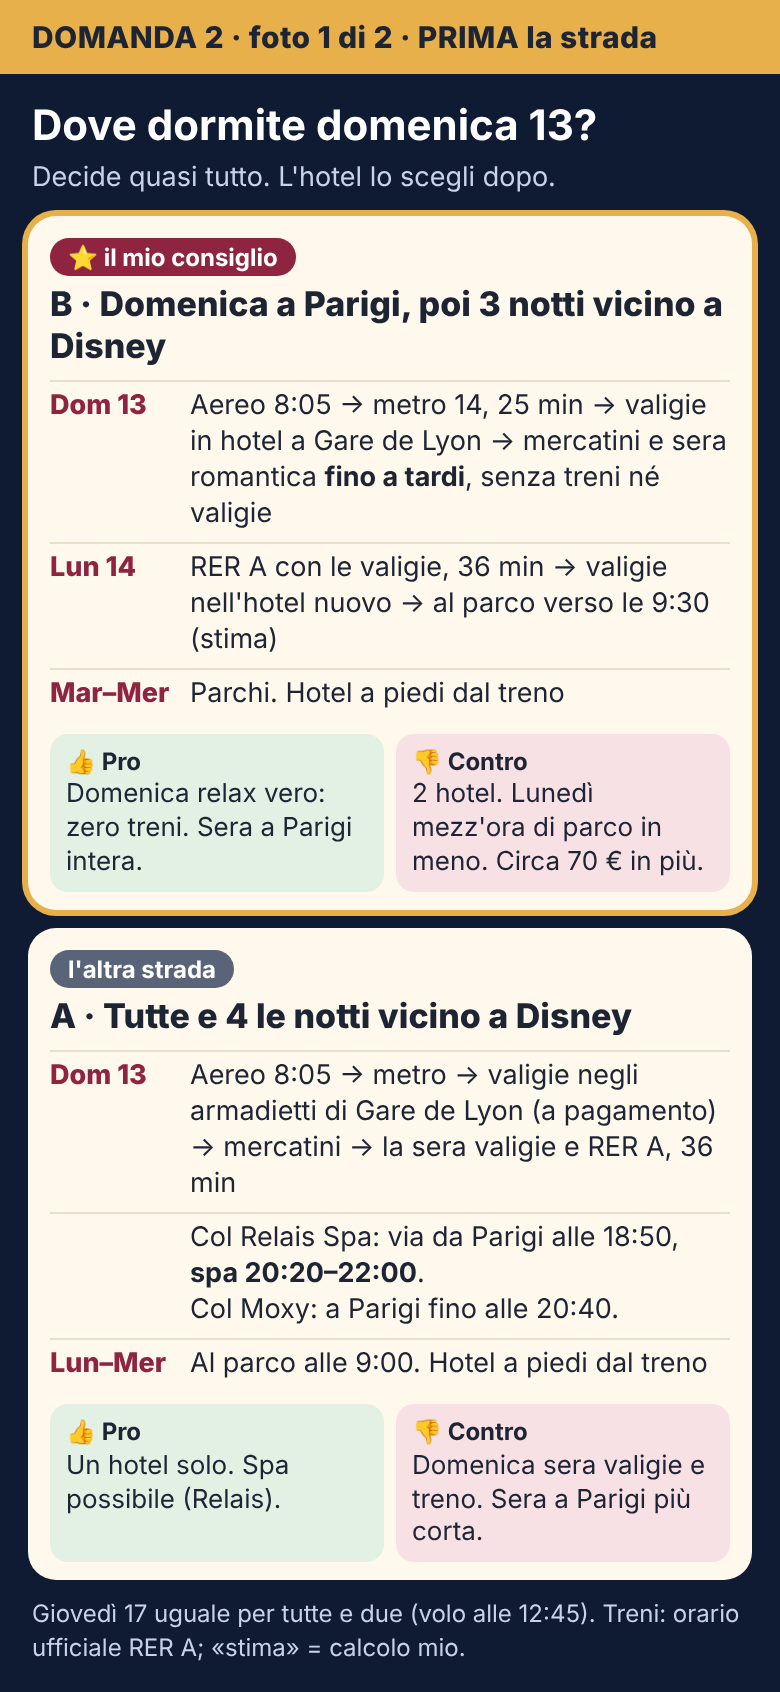 DOMANDA 2 · foto 1 di 2 · PRIMA la strada
Dove dormite domenica 13?
Decide quasi tutto. L'hotel lo scegli dopo.
⭐ il mio consiglio
B · Domenica a Parigi, poi 3 notti vicino a
Disney
Dom 13
Aereo 8:05 → metro 14, 25 min → valigie
in hotel a Gare de Lyon → mercatini e sera
romantica fino a tardi, senza treni né
valigie
Lun 14
RER A con le valigie, 36 min → valigie
nell'hotel nuovo → al parco verso le 9:30
(stima)
Mar–Mer
Parchi. Hotel a piedi dal treno
👍 Pro
Domenica relax vero:
zero treni. Sera a Parigi
intera.
👎 Contro
2 hotel. Lunedì
mezz'ora di parco in
meno. Circa 70 € in più.
l'altra strada
A · Tutte e 4 le notti vicino a Disney
Dom 13
Aereo 8:05 → metro → valigie negli
armadietti di Gare de Lyon (a pagamento)
→ mercatini → la sera valigie e RER A, 36
min
Col Relais Spa: via da Parigi alle 18:50,
spa 20:20–22:00.
Col Moxy: a Parigi fino alle 20:40.
Lun–Mer
Al parco alle 9:00. Hotel a piedi dal treno
👍 Pro
Un hotel solo. Spa
possibile (Relais).
👎 Contro
Domenica sera valigie e
treno. Sera a Parigi più
corta.
Giovedì 17 uguale per tutte e due (volo alle 12:45). Treni: orario
ufficiale RER A; «stima» = calcolo mio.